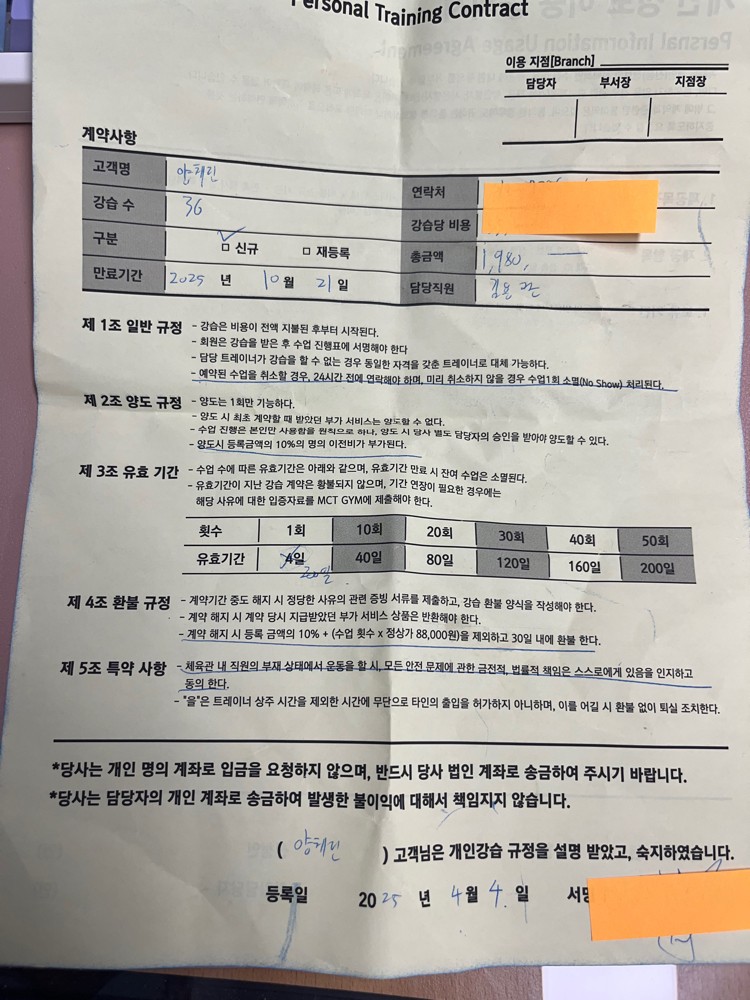 Personal Training Contract
이용 지점[Branch]
담당자 부서장 지점장
계약사항
고객명 양혜린 연락처
강습 수 36 강습당 비용
구분 ☑ 신규 □ 재등록 총금액 1,980,
만료기간 2025 년 10 월 21 일 담당직원
제 1조 일반 규정 - 강습은 비용이 전액 지불된 후부터 시작된다.
- 회원은 강습을 받은 후 수업 진행표에 서명해야 한다
- 담당 트레이너가 강습을 할 수 없는 경우 동일한 자격을 갖춘 트레이너로 대체 가능하다.
- 예약된 수업을 취소할 경우, 24시간 전에 연락해야 하며, 미리 취소하지 않을 경우 수업1회 소멸(No Show) 처리된다.
제 2조 양도 규정 - 양도는 1회만 가능하다.
- 양도 시 최초 계약할 때 받았던 부가 서비스는 양도할 수 없다.
- 수업 진행은 본인만 사용함을 원칙으로 하나, 양도 시 당사 별도 담당자의 승인을 받아야 양도할 수 있다.
- 양도시 등록금액의 10%의 명의 이전비가 부가된다.
제 3조 유효 기간 - 수업 수에 따른 유효기간은 아래와 같으며, 유효기간 만료 시 잔여 수업은 소멸된다.
- 유효기간이 지난 강습 계약은 환불되지 않으며, 기간 연장이 필요한 경우에는
해당 사유에 대한 입증자료를 MCT GYM에 제출해야 한다.
횟수 1회 10회 20회 30회 40회 50회
유효기간 4일 40일 80일 120일 160일 200일
200일
제 4조 환불 규정 - 계약기간 중도 해지 시 정당한 사유의 관련 증빙 서류를 제출하고, 강습 환불 양식을 작성해야 한다.
- 계약 해지 시 계약 당시 지급받았던 부가 서비스 상품은 반환해야 한다.
- 계약 해지 시 등록 금액의 10% + (수업 횟수 x 정상가 88,000원)을 제외하고 30일 내에 환불 한다.
제 5조 특약 사항 - 체육관 내 직원의 부재 상태에서 운동을 할 시, 모든 안전 문제에 관한 금전적, 법률적 책임은 스스로에게 있음을 인지하고
동의 한다.
- "을"은 트레이너 상주 시간을 제외한 시간에 무단으로 타인의 출입을 허가하지 아니하며, 이를 어길 시 환불 없이 퇴실 조치한다.
*당사는 개인 명의 계좌로 입금을 요청하지 않으며, 반드시 당사 법인 계좌로 송금하여 주시기 바랍니다.
*당사는 담당자의 개인 계좌로 송금하여 발생한 불이익에 대해서 책임지지 않습니다.
( 양혜린 ) 고객님은 개인강습 규정을 설명 받았고, 숙지하였습니다.
등록일 2025 년 4 월 4. 일 서명